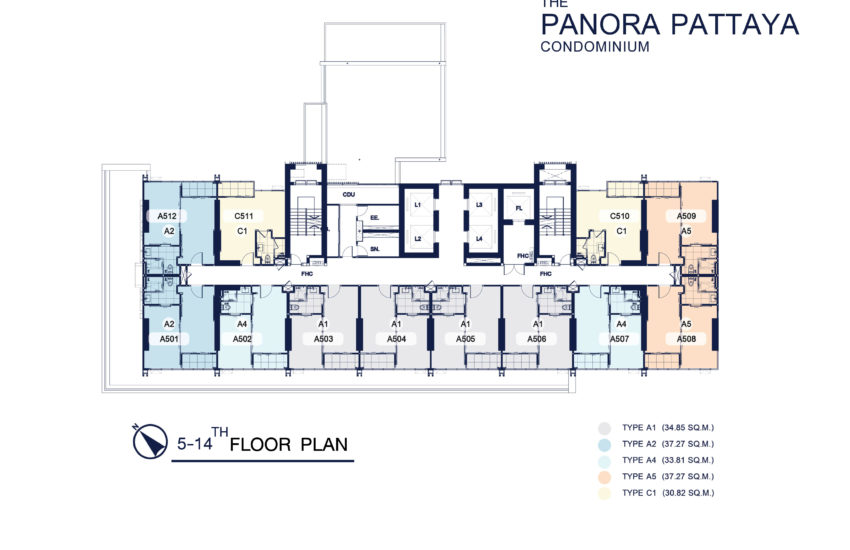 THE
PANORA PATTAYA
CONDOMINIUM
CDU
EE.
SN.
L1
L2
L3
L4
FL
FHC
FHC
FHC
A512
A2
C511
C1
C510
C1
A509
A5
A2
A501
A4
A502
A1
A503
A1
A504
A1
A505
A1
A506
A4
A507
A5
A508
N
5-14TH FLOOR PLAN
TYPE A1 (34.85 SQ.M.)
TYPE A2 (37.27 SQ.M.)
TYPE A4 (33.81 SQ.M.)
TYPE A5 (37.27 SQ.M.)
TYPE C1 (30.82 SQ.M.)